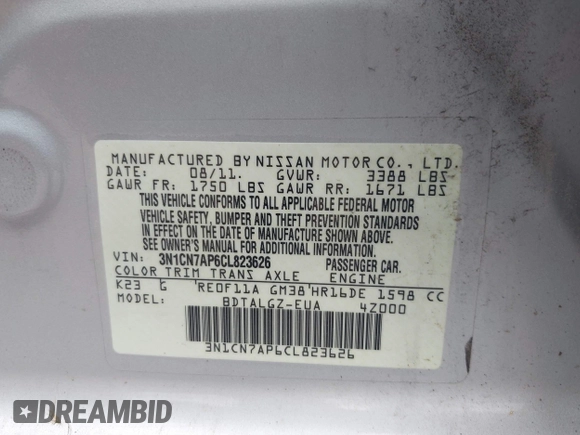 MANUFACTURED BY NISSAN MOTOR CO., LTD.
DATE: 08/11. GVWR: 3388 LBS
GAWR FR: 1750 LBS GAWR RR: 1671 LBS
THIS VEHICLE CONFORMS TO ALL APPLICABLE FEDERAL MOTOR
VEHICLE SAFETY, BUMPER AND THEFT PREVENTION STANDARDS
IN EFFECT ON THE DATE OF MANUFACTURE SHOWN ABOVE.
SEE OWNER'S MANUAL FOR ADDITIONAL INFORMATION.
VIN: 3N1CN7AP6CL823626 PASSENGER CAR.
COLOR TRIM TRANS AXLE ENGINE
K23 G 'RE0F11A GM38'HR16DE 1598 CC
MODEL: BDTALGZ-EUA 4Z000
3N1CN7AP6CL823626
DREAMBID